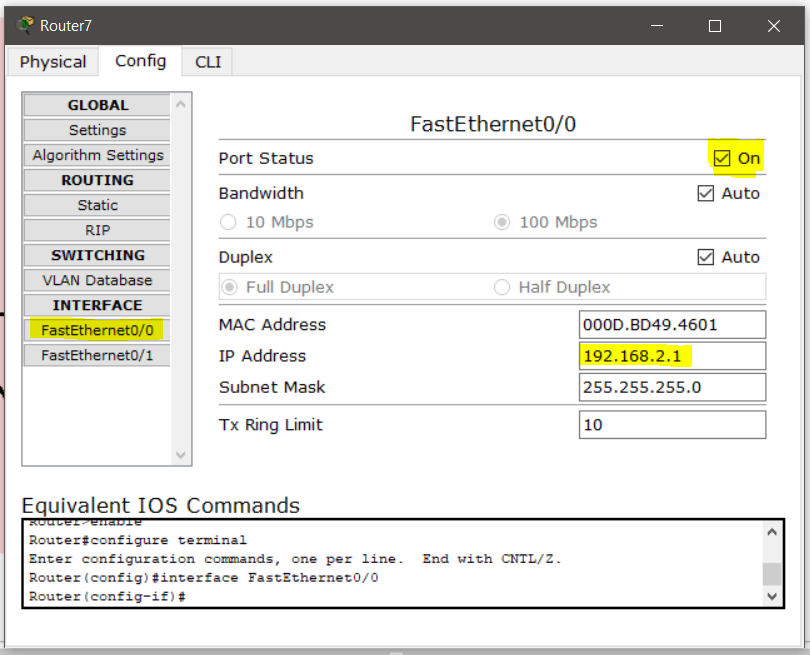 Router7
Physical Config CLI
GLOBAL
Settings
Algorithm Settings
ROUTING
Static
RIP
SWITCHING
VLAN Database
INTERFACE
FastEthernet0/0
FastEthernet0/1
FastEthernet0/0
Port Status On
Bandwidth Auto
10 Mbps 100 Mbps
Duplex Auto
Full Duplex Half Duplex
MAC Address 000D.BD49.4601
IP Address 192.168.2.1
Subnet Mask 255.255.255.0
Tx Ring Limit 10
Equivalent IOS Commands
Router>enable
Router#configure terminal
Enter configuration commands, one per line. End with CNTL/Z.
Router(config)#interface FastEthernet0/0
Router(config-if)#